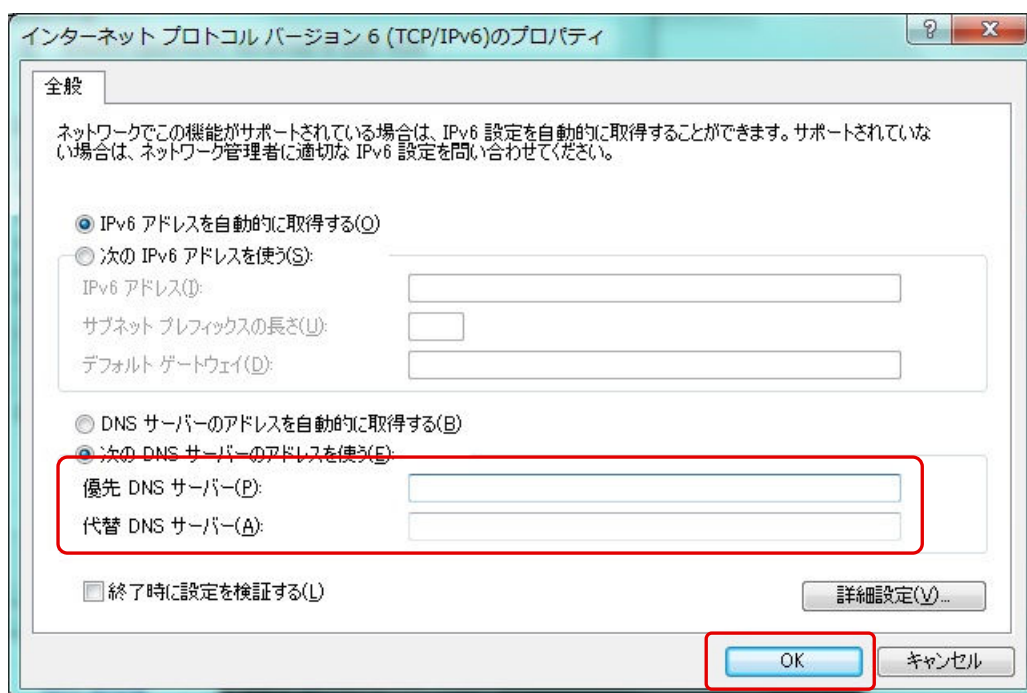 インターネット プロトコル バージョン 6 (TCP/IPv6)のプロパティ
全般
ネットワークでこの機能がサポートされている場合は、IPv6 設定を自動的に取得することができます。サポートされていな
い場合は、ネットワーク管理者に適切な IPv6 設定を問い合わせてください。
IPv6 アドレスを自動的に取得する(O)
次の IPv6 アドレスを使う(S):
IPv6 アドレス(I):
サブネット プレフィックスの長さ(U):
デフォルト ゲートウェイ(D):
DNS サーバーのアドレスを自動的に取得する(B)
次の DNS サーバーのアドレスを使う(E):
優先 DNS サーバー(P):
代替 DNS サーバー(A):
終了時に設定を検証する(L)
詳細設定(V)...
OK
キャンセル